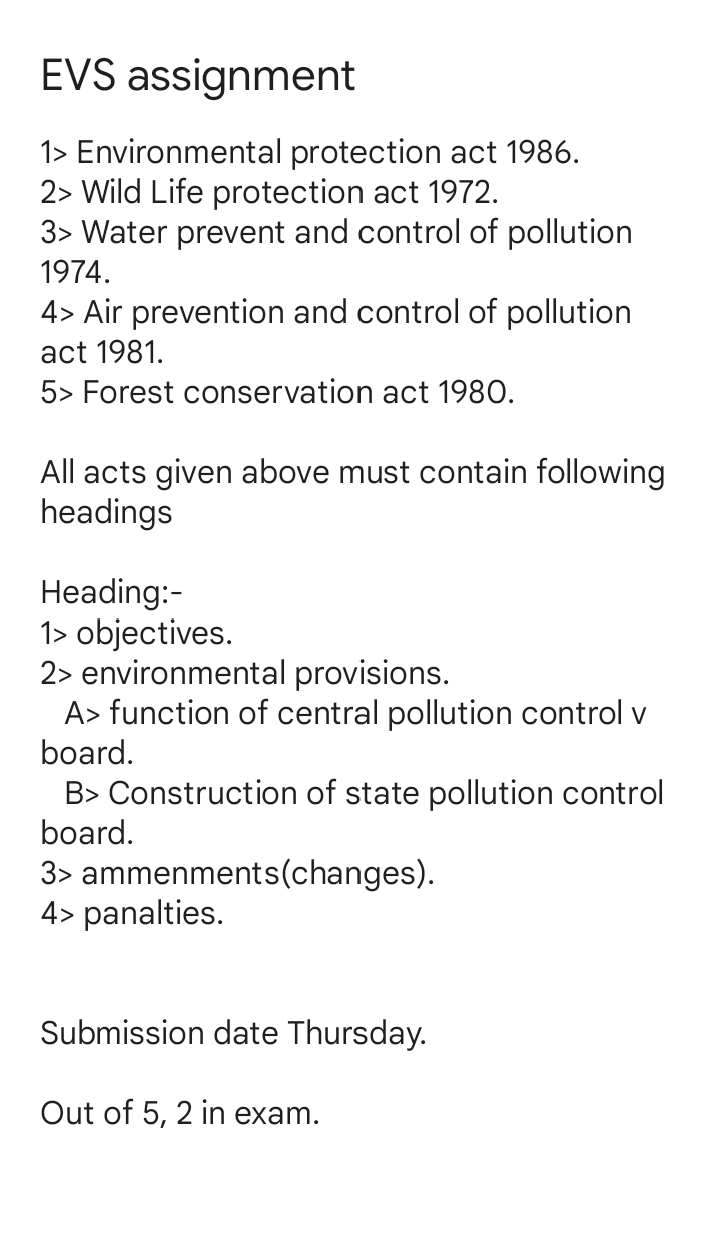 EVS assignment
1> Environmental protection act 1986.
2> Wild Life protection act 1972.
3> Water prevent and control of pollution
1974.
4> Air prevention and control of pollution
act 1981.
5> Forest conservation act 1980.
All acts given above must contain following
headings
Heading:-
1> objectives.
2> environmental provisions.
A> function of central pollution control v
board.
B> Construction of state pollution control
board.
3> ammenments(changes).
4> panalties.
Submission date Thursday.
Out of 5, 2 in exam.